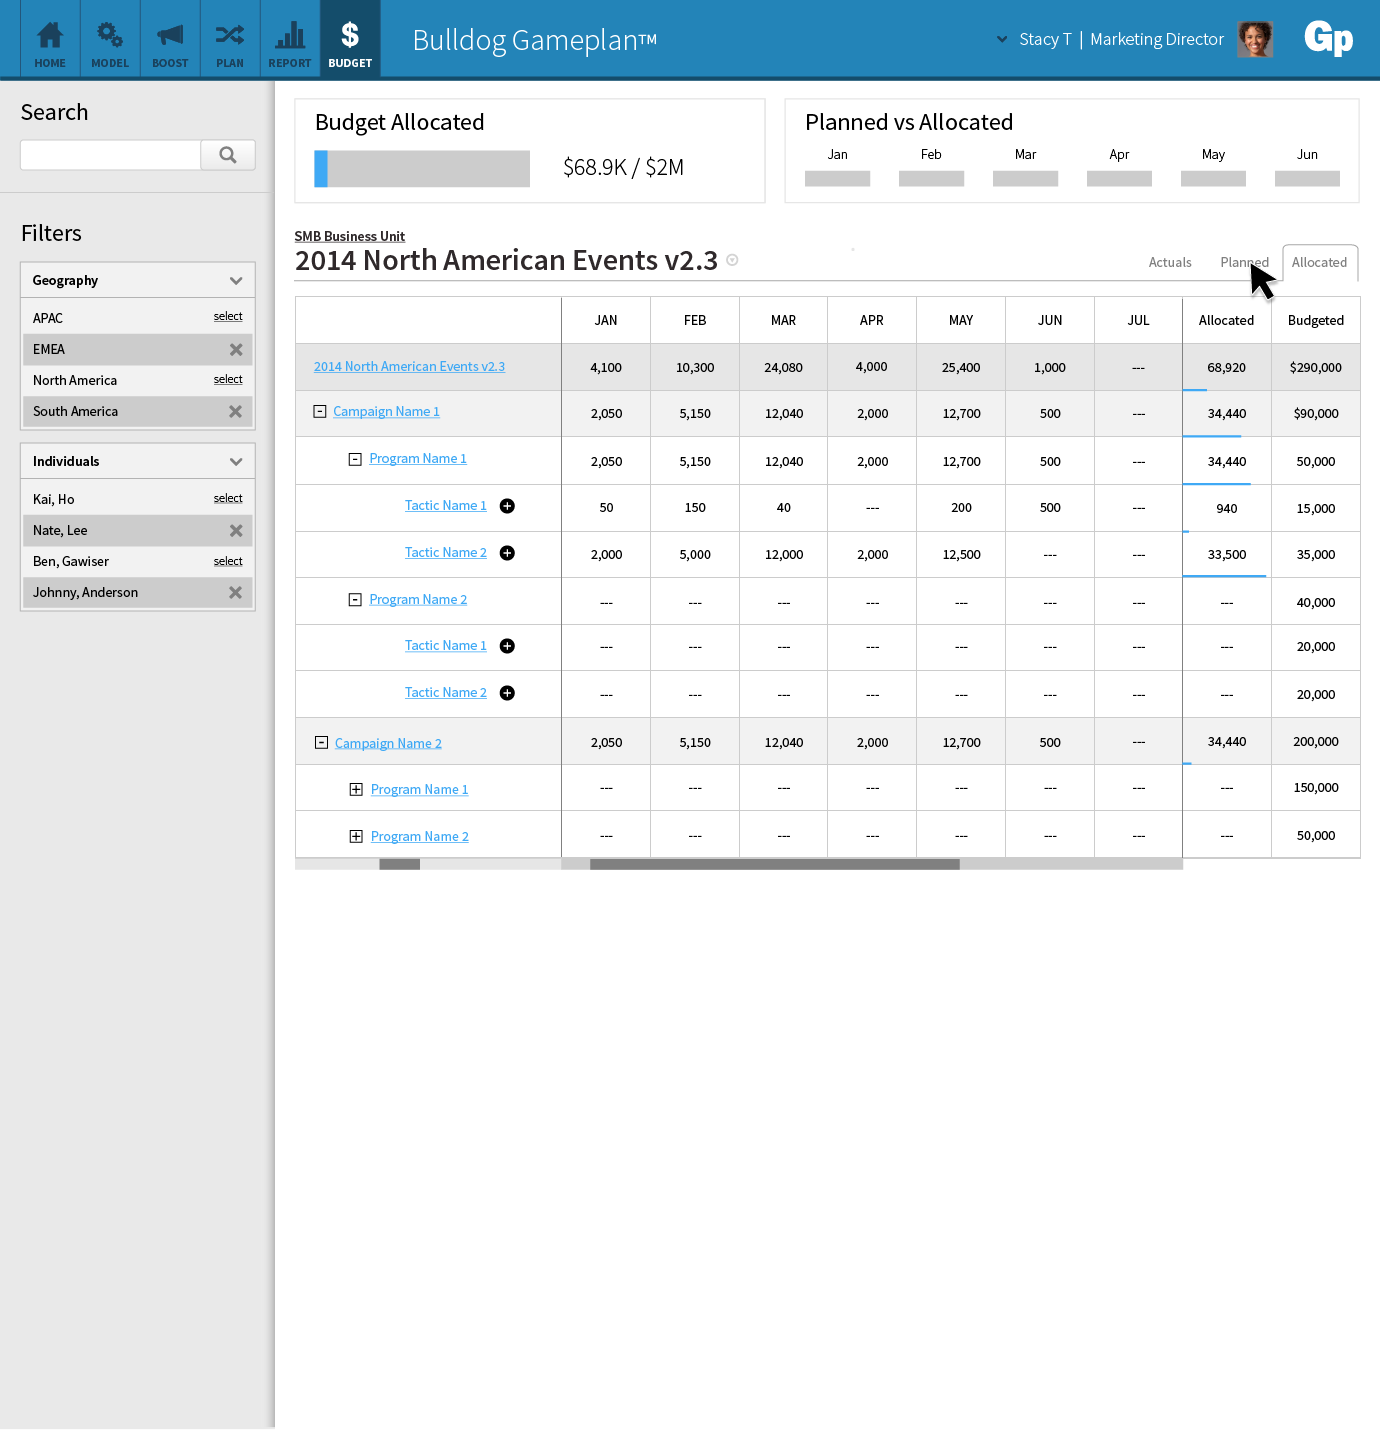 HOME MODEL BOOST PLAN REPORT $ BUDGET Bulldog Gameplan™ Stacy T | Marketing Director Gp
Search
Filters
Geography
APAC select
EMEA
North America select
South America
Individuals
Kai, Ho select
Nate, Lee
Ben, Gawiser select
Johnny, Anderson
Budget Allocated
$68.9K / $2M
Planned vs Allocated
Jan Feb Mar Apr May Jun
SMB Business Unit
2014 North American Events v2.3
Actuals Planned Allocated
JAN FEB MAR APR MAY JUN JUL Allocated Budgeted
2014 North American Events v2.3 4,100 10,300 24,080 4,000 25,400 1,000 --- 68,920 $290,000
Campaign Name 1 2,050 5,150 12,040 2,000 12,700 500 --- 34,440 $90,000
Program Name 1 2,050 5,150 12,040 2,000 12,700 500 --- 34,440 50,000
Tactic Name 1 50 150 40 --- 200 500 --- 940 15,000
Tactic Name 2 2,000 5,000 12,000 2,000 12,500 --- --- 33,500 35,000
Program Name 2 --- --- --- --- --- --- --- --- 40,000
Tactic Name 1 --- --- --- --- --- --- --- --- 20,000
Tactic Name 2 --- --- --- --- --- --- --- --- 20,000
Campaign Name 2 2,050 5,150 12,040 2,000 12,700 500 --- 34,440 200,000
Program Name 1 --- --- --- --- --- --- --- --- 150,000
Program Name 2 --- --- --- --- --- --- --- --- 50,000